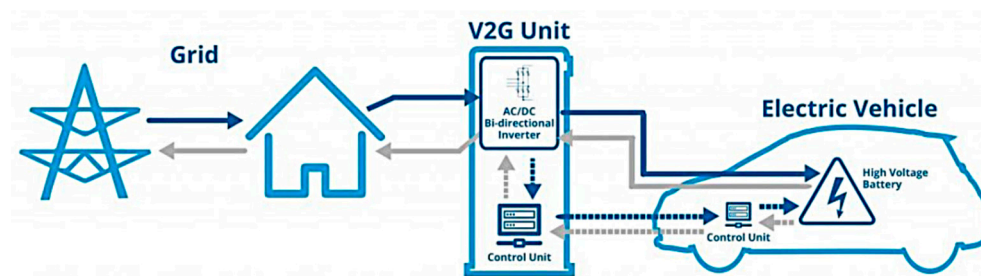 V2G Unit
Grid
AC/DC
Bi-directional
Inverter
Electric Vehicle
High Voltage
Battery
Control Unit
Control Unit